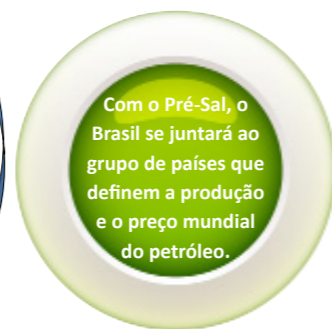 Com o Pré-Sal, o
Brasil se juntará ao
grupo de países que
definem a produção
e o preço mundial
do petróleo.